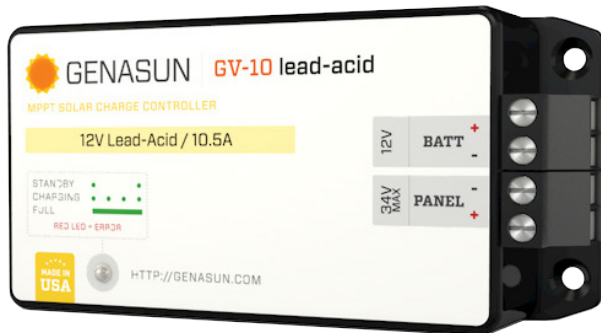 GENASUN GV-10 lead-acid
MPPT SOLAR CHARGE CONTROLLER
12V Lead-Acid / 10.5A
12V BATT + -
34V MAX PANEL - +
STANDBY
CHARGING
FULL
RED LED = ERROR
MADE IN
USA
HTTP://GENASUN.COM